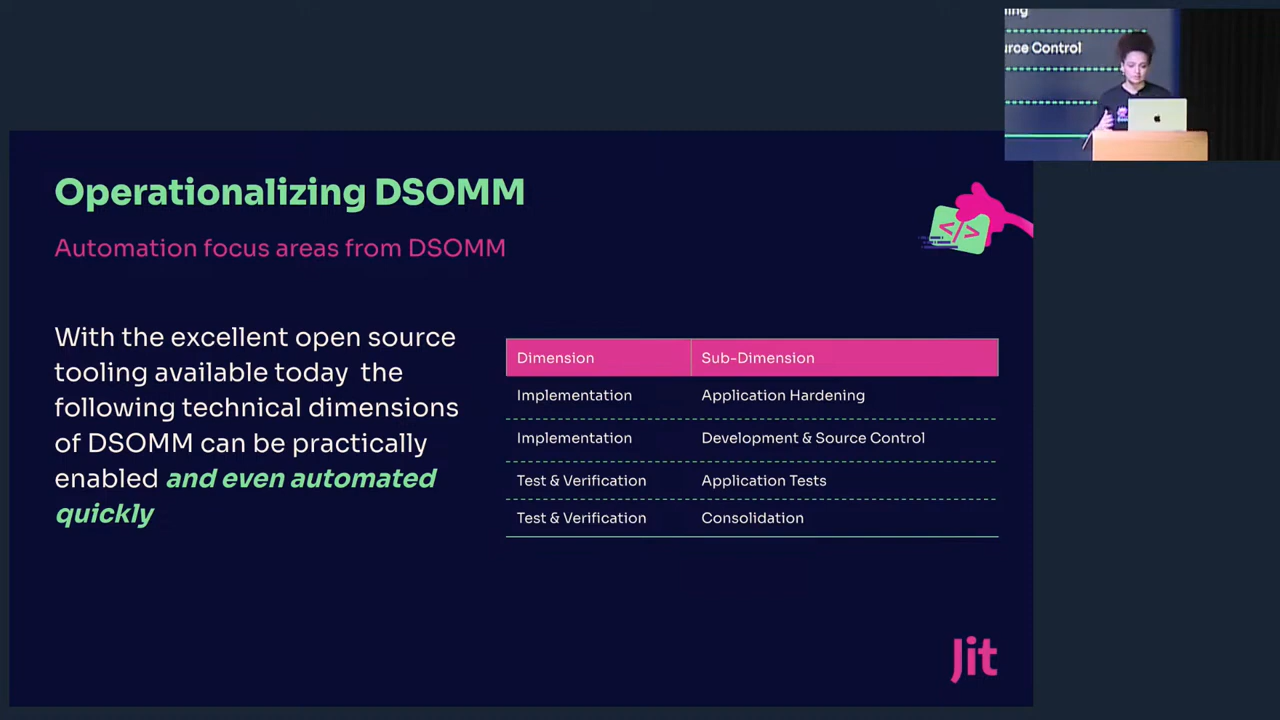 urce Control
Operationalizing DSOMM
Automation focus areas from DSOMM
</>
With the excellent open source
tooling available today the
following technical dimensions
of DSOMM can be practically
enabled and even automated
quickly
Dimension Sub-Dimension
Implementation Application Hardening
Implementation Development & Source Control
Test & Verification Application Tests
Test & Verification Consolidation
Jit